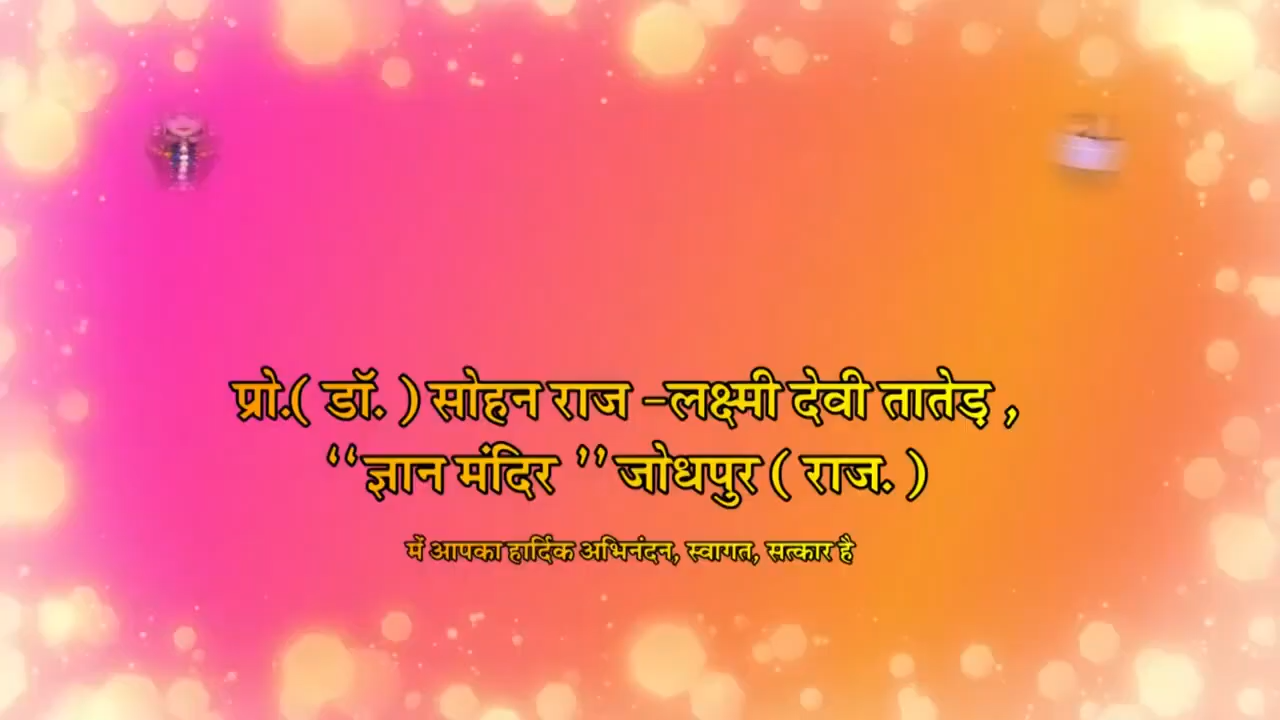 प्रो.( डॉ. ) सोहन राज -लक्ष्मी देवी तातेड़ ,
‘‘ ज्ञान मंदिर ’’ जोधपुर ( राज. )
में आपका हार्दिक अभिनंदन, स्वागत, सत्कार है